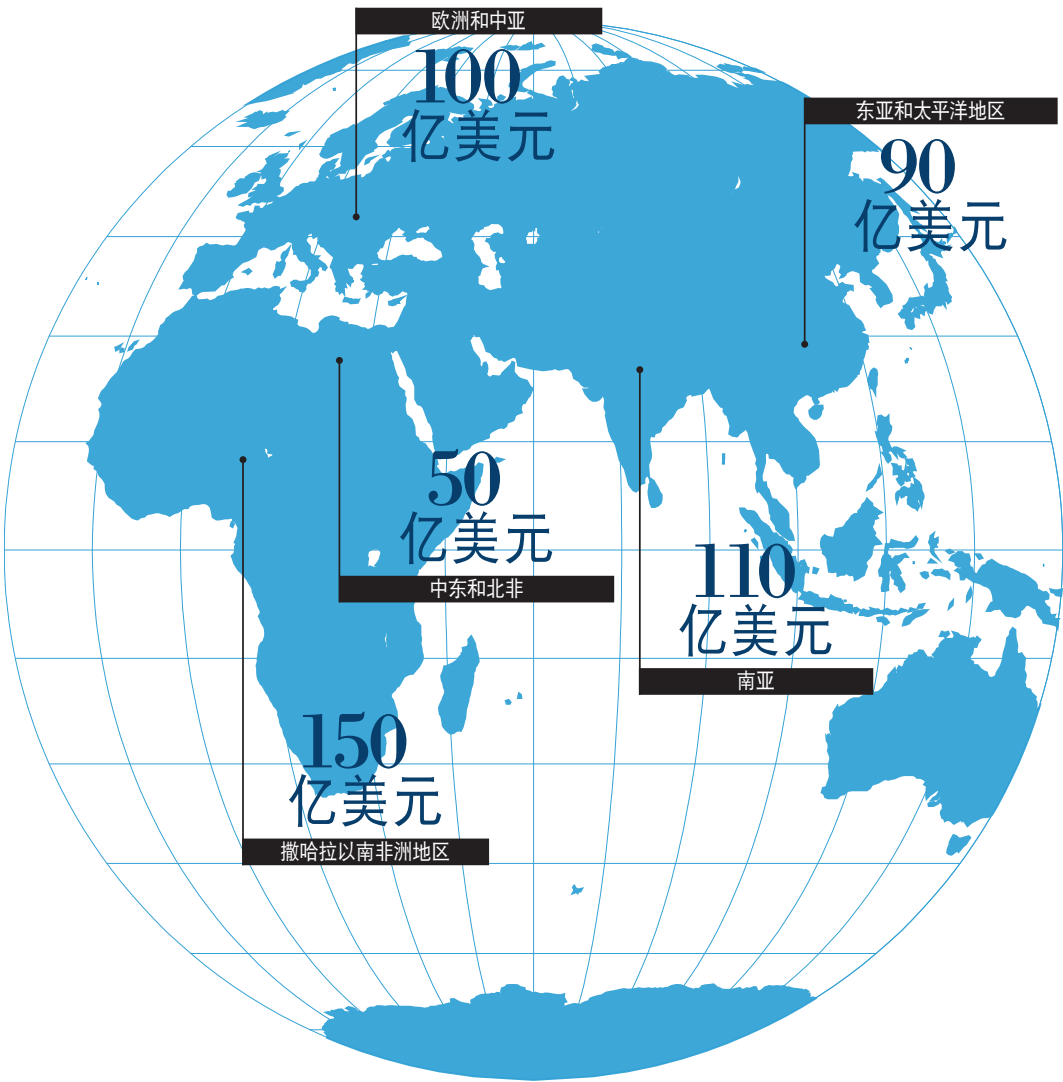 欧洲和中亚
100
亿美元
东亚和太平洋地区
90
亿美元
50
亿美元
中东和北非
110
亿美元
南亚
150
亿美元
撒哈拉以南非洲地区